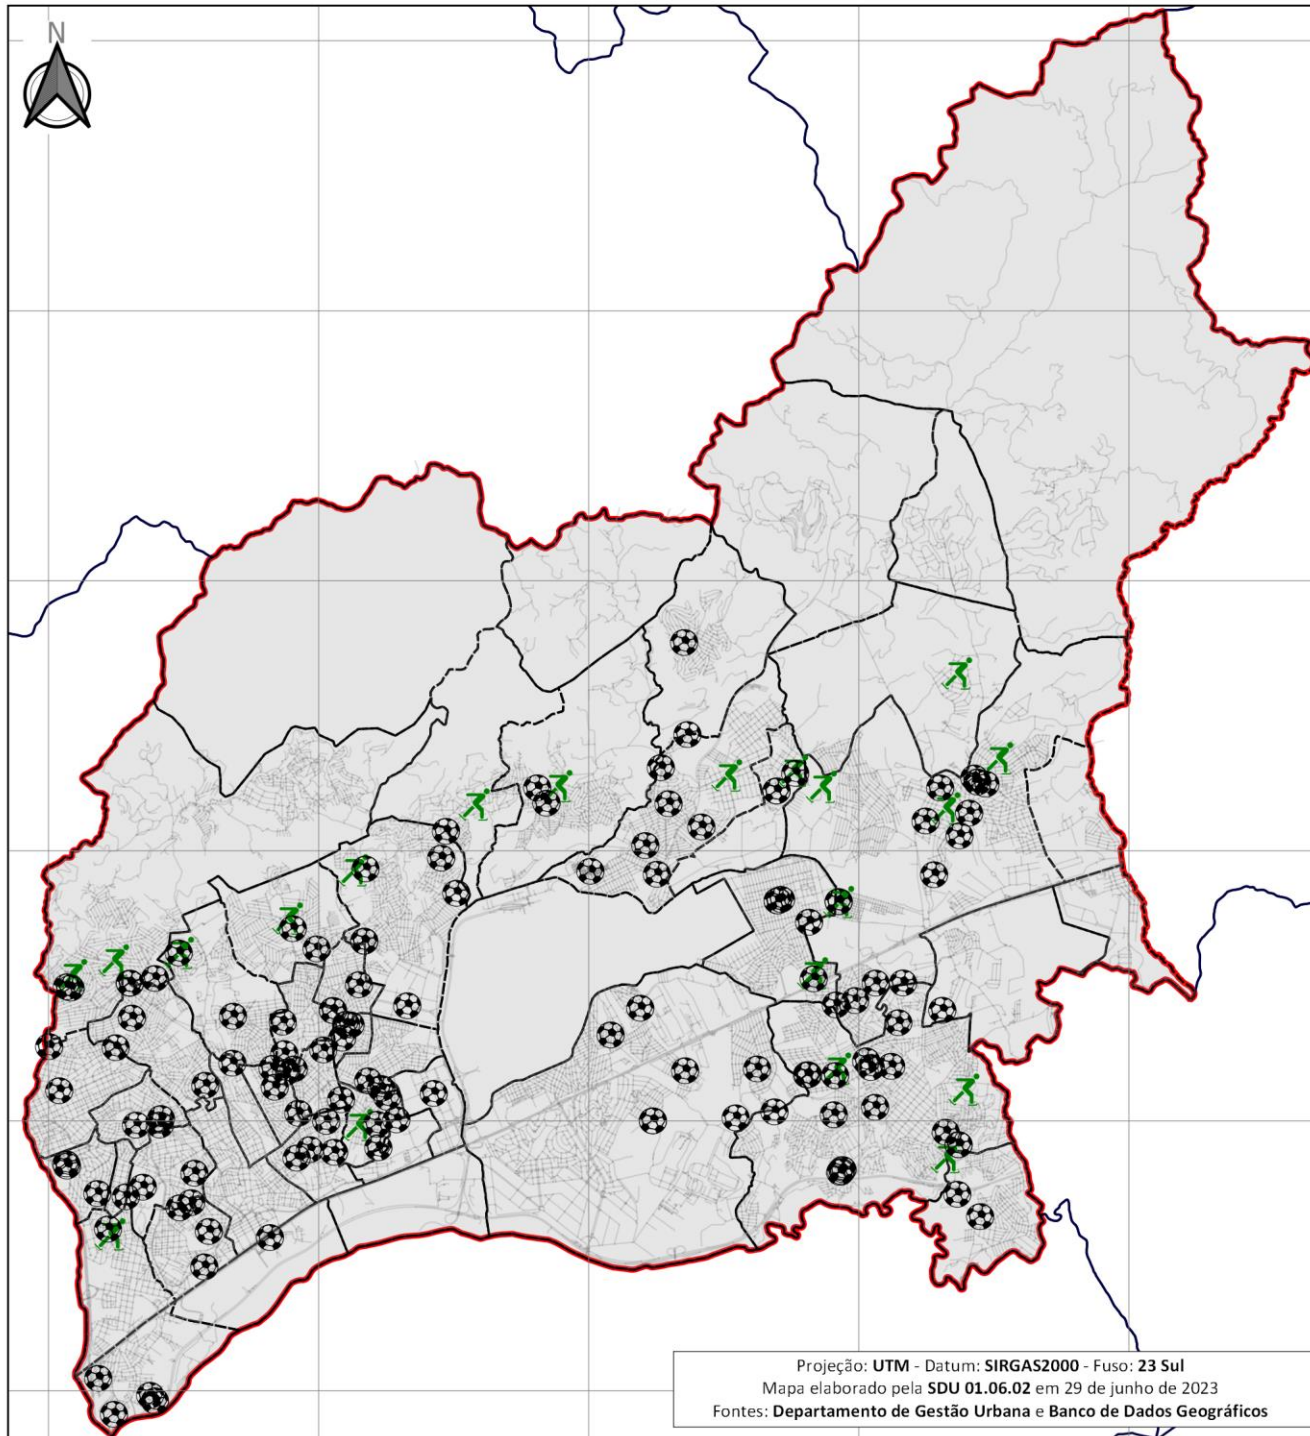 N
Projeção: UTM - Datum: SIRGAS2000 - Fuso: 23 Sul
Mapa elaborado pela SDU 01.06.02 em 29 de junho de 2023
Fontes: Departamento de Gestão Urbana e Banco de Dados Geográficos